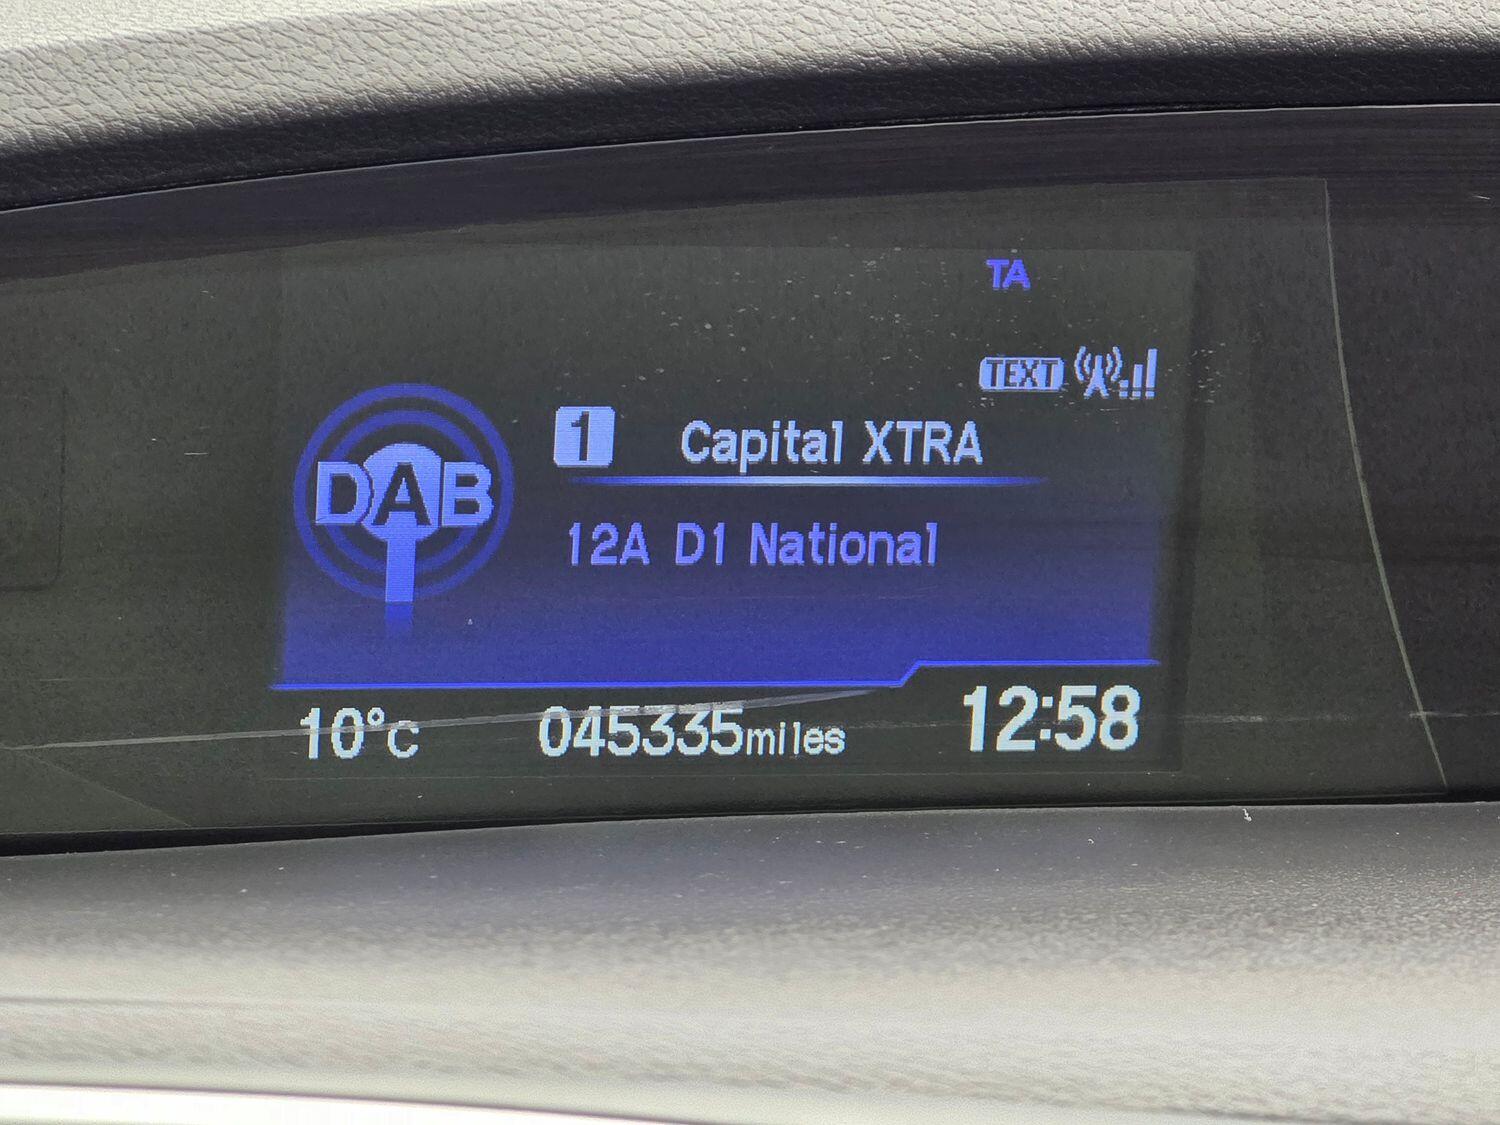 TA
TEXT
DAB
1 Capital XTRA
12A D1 National
10°C 045335miles 12:58